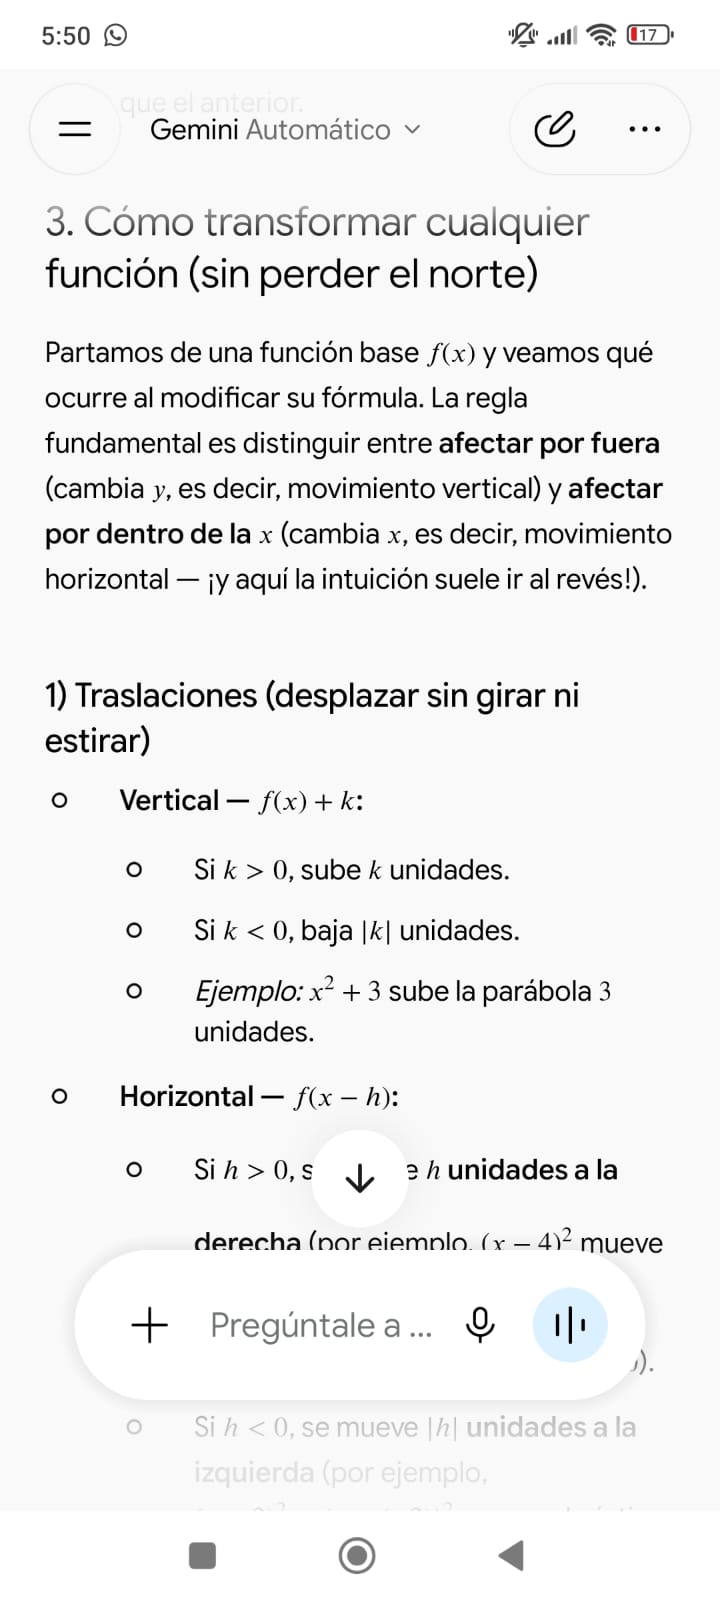 5:50
17
que el anterior.
Gemini Automático
3. Cómo transformar cualquier
función (sin perder el norte)
Partamos de una función base f(x) y veamos qué
ocurre al modificar su fórmula. La regla
fundamental es distinguir entre afectar por fuera
(cambia y, es decir, movimiento vertical) y afectar
por dentro de la x (cambia x, es decir, movimiento
horizontal — ¡y aquí la intuición suele ir al revés!).
1) Traslaciones (desplazar sin girar ni
estirar)
Vertical — f(x) + k:
Si k > 0, sube k unidades.
Si k < 0, baja |k| unidades.
Ejemplo: x² + 3 sube la parábola 3
unidades.
Horizontal — f(x − h):
Si h > 0, s e h unidades a la
derecha (por ejemplo, (x − 4)² mueve
Pregúntale a ...
).
Si h < 0, se mueve |h| unidades a la
izquierda (por ejemplo,